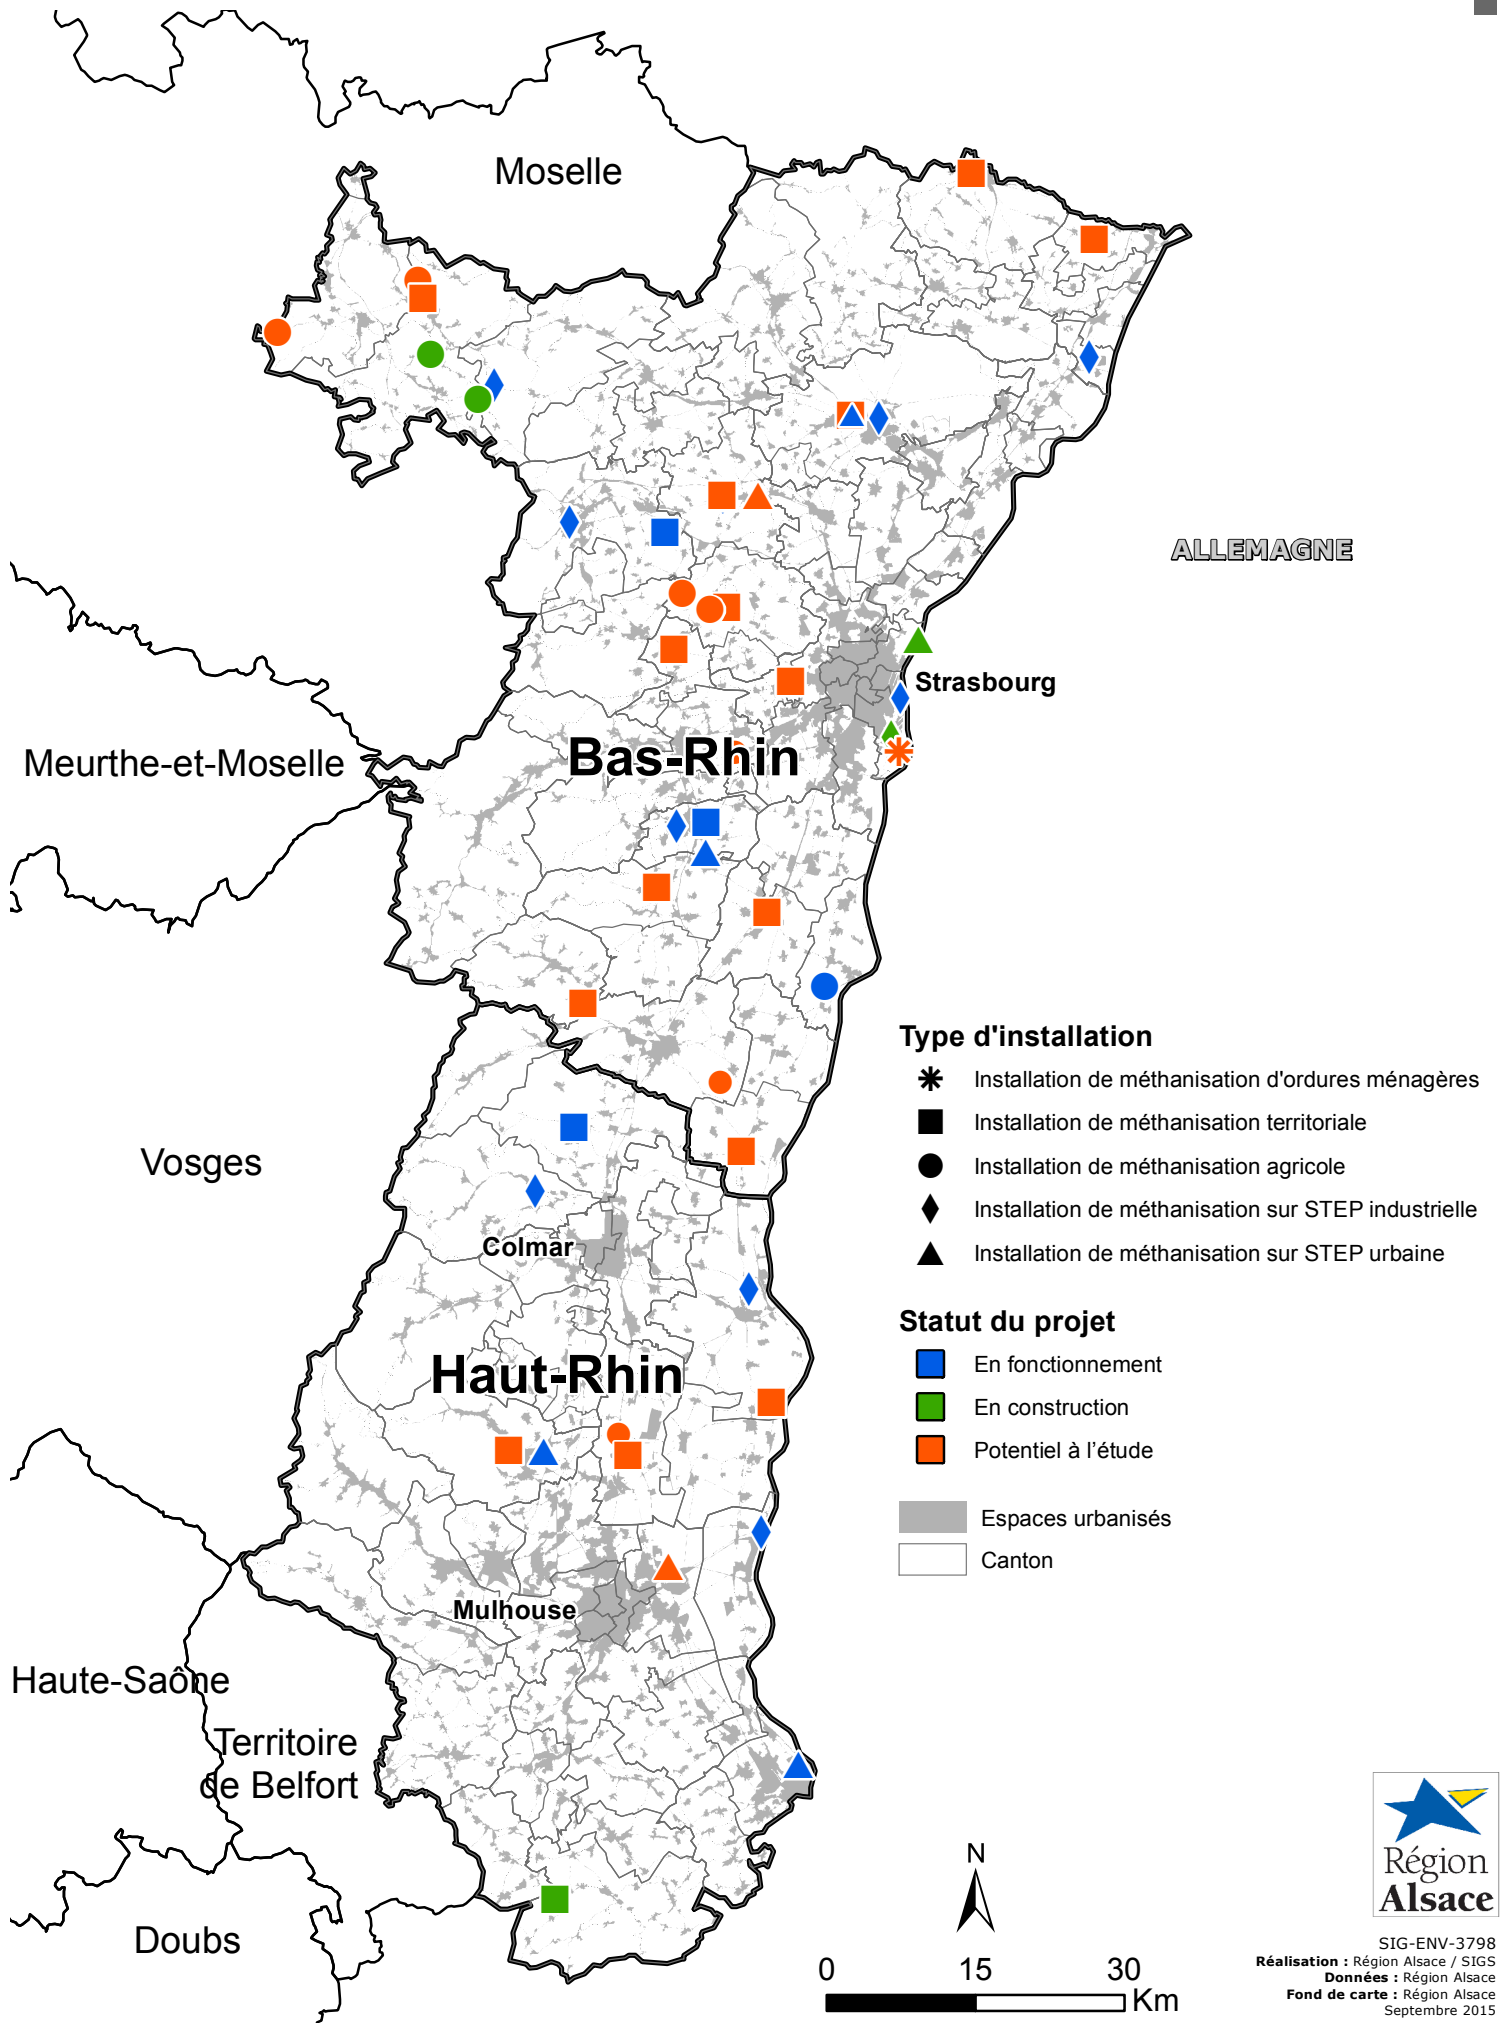 Moselle
ALLEMAGNE
Strasbourg
Meurthe-et-Moselle
Bas-Rhin
Type d'installation
Installation de méthanisation d'ordures ménagères
Installation de méthanisation territoriale
Installation de méthanisation agricole
Installation de méthanisation sur STEP industrielle
Installation de méthanisation sur STEP urbaine
Vosges
Colmar
Statut du projet
En fonctionnement
En construction
Potentiel à l'étude
Haut-Rhin
Espaces urbanisés
Canton
Mulhouse
Haute-Saône
Territoire
de Belfort
Doubs
N
0 15 30
Km
Région
Alsace
SIG-ENV-3798
Réalisation : Région Alsace / SIGS
Données : Région Alsace
Fond de carte : Région Alsace
Septembre 2015